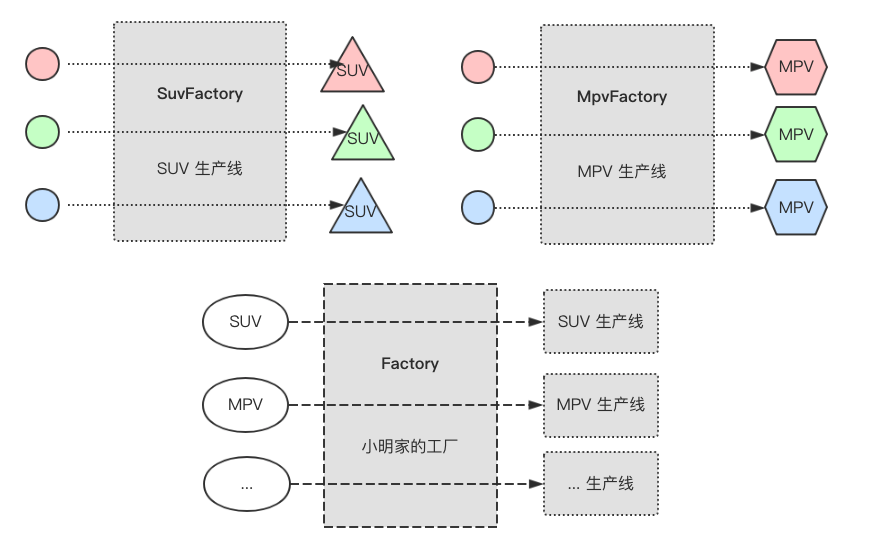 SuvFactory
SUV 生产线
SUV
SUV
SUV
MpvFactory
MPV 生产线
MPV
MPV
MPV
SUV
MPV
...
Factory
小明家的工厂
SUV 生产线
MPV 生产线
... 生产线